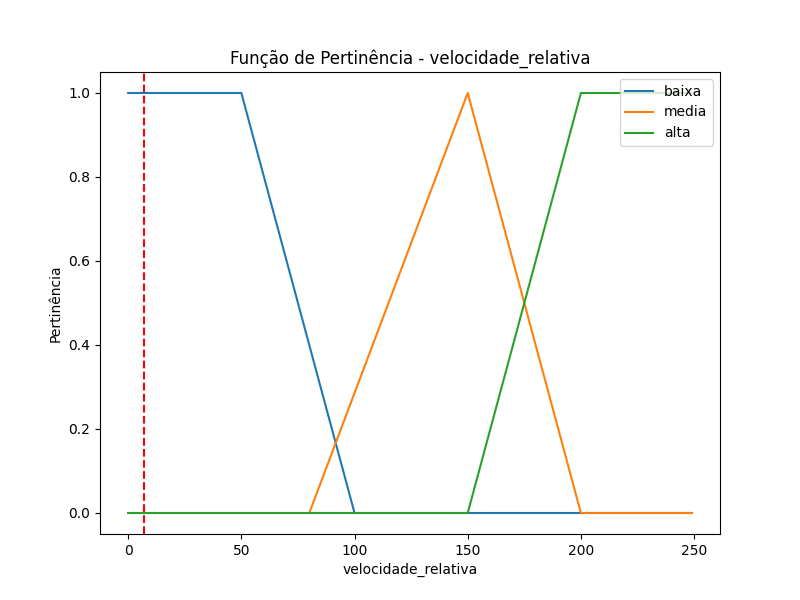 Função de Pertinência - velocidade_relativa
baixa
media
alta
1.0
0.8
0.6
0.4
0.2
0.0
Pertinência
0
50
100
150
200
250
velocidade_relativa